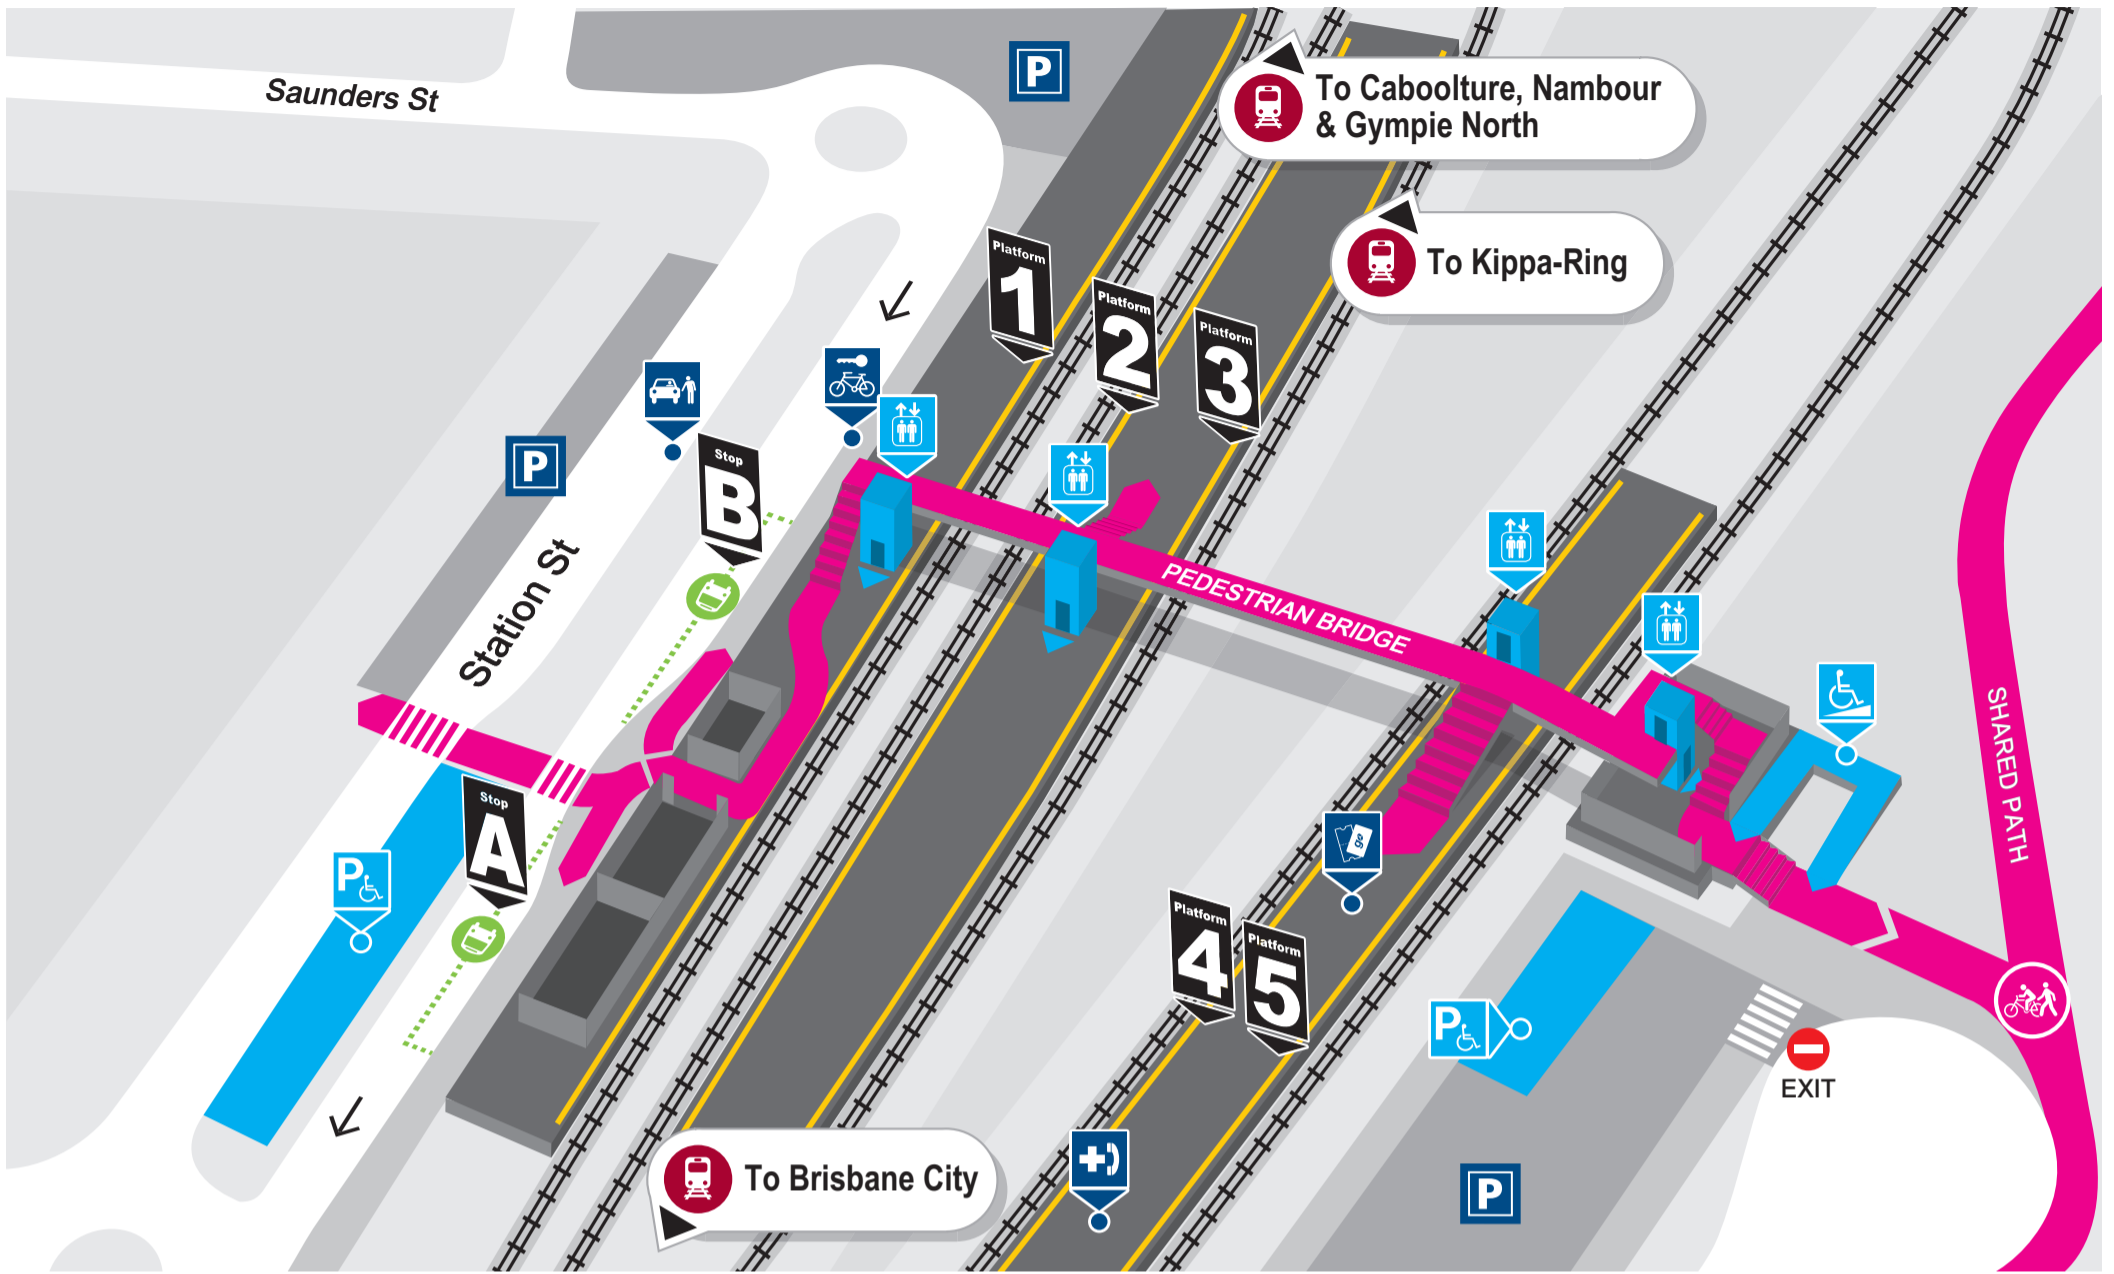 Saunders St
P
To Caboolture, Nambour
& Gympie North
To Kippa-Ring
Platform
1
Platform
2
Platform
3
P
Stop
B
Station St
PEDESTRIAN BRIDGE
SHARED PATH
Stop
A
P
go
Platform
4
Platform
5
P
EXIT
To Brisbane City
P